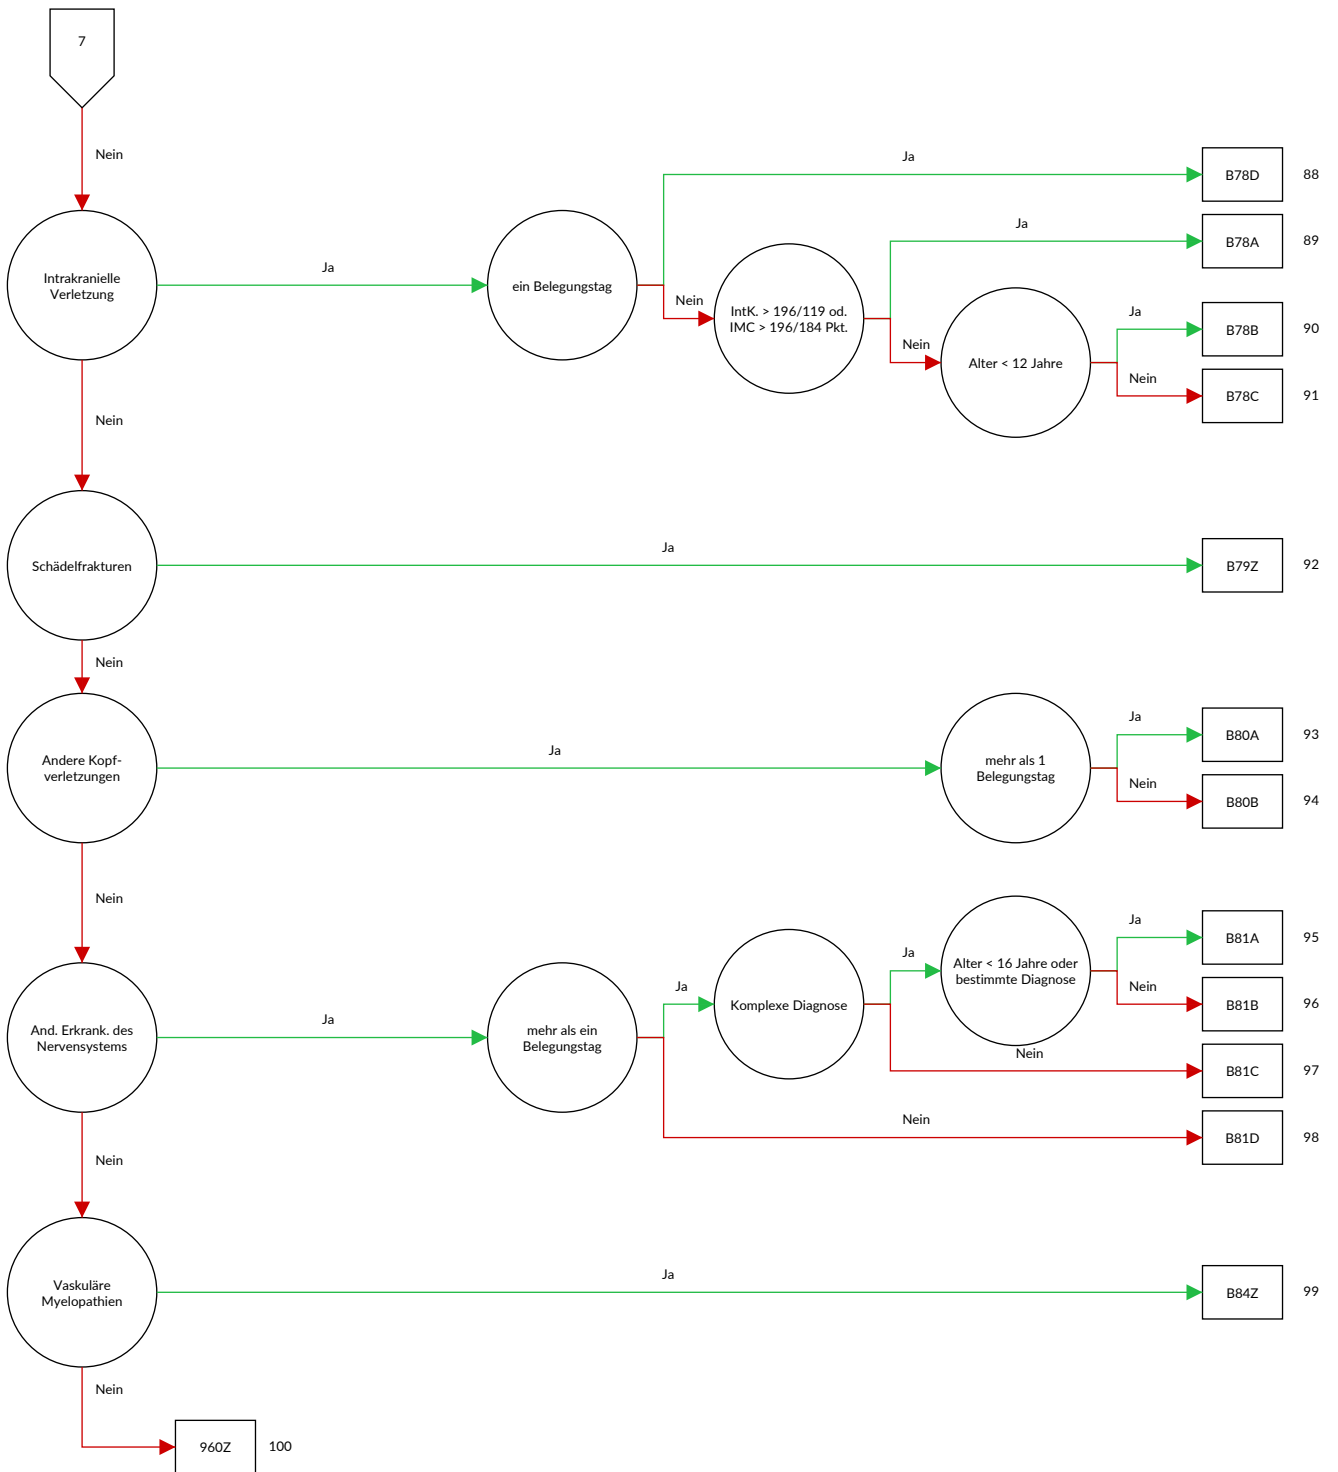 7
Nein
Ja
B78D
88
Ja
B78A
89
Intrakranielle
Verletzung
Ja
ein Belegungstag
Nein
IntK. > 196/119 od.
IMC > 196/184 Pkt.
Nein
Alter < 12 Jahre
Ja
B78B
90
Nein
B78C
91
Nein
Schädelfrakturen
Ja
B79Z
92
Nein
Andere Kopf-
verletzungen
Ja
mehr als 1
Belegungstag
Ja
B80A
93
Nein
B80B
94
Nein
And. Erkrank. des
Nervensystems
Ja
mehr als ein
Belegungstag
Ja
Komplexe Diagnose
Ja
Alter < 16 Jahre oder
bestimmte Diagnose
Ja
B81A
95
Nein
B81B
96
Nein
B81C
97
Nein
B81D
98
Nein
Vaskuläre
Myelopathien
Ja
B84Z
99
Nein
960Z
100